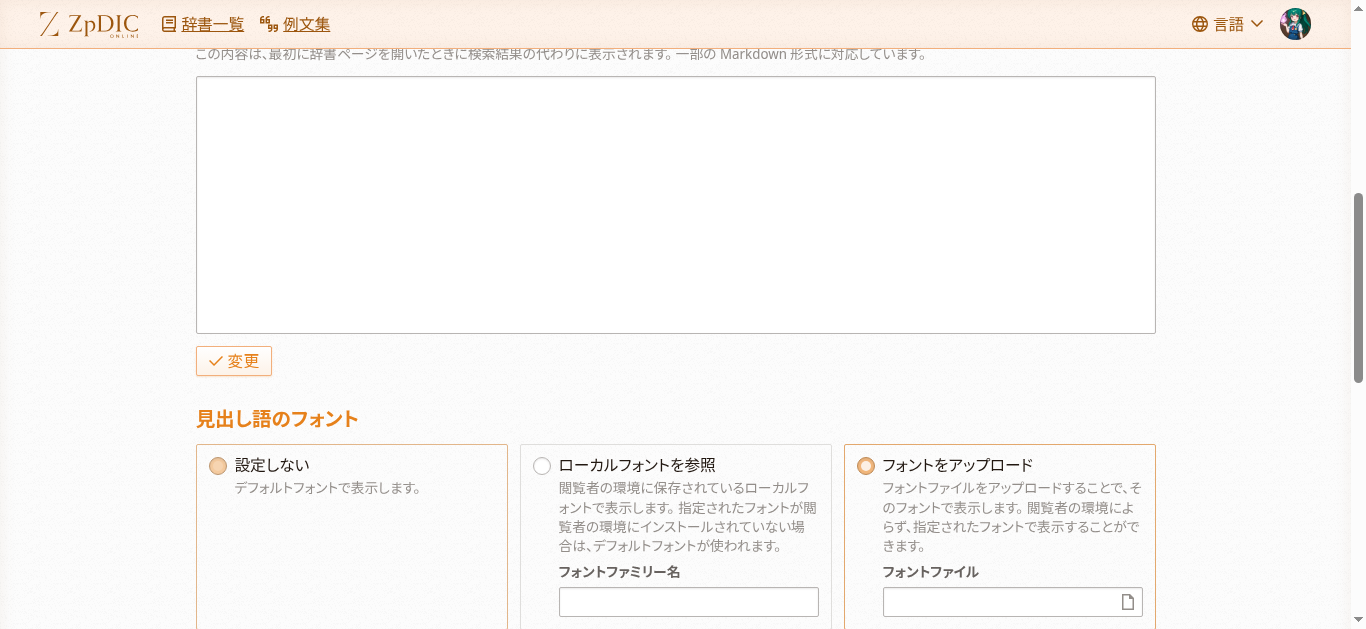 ZpDIC ONLINE 辞書一覧 例文集 言語
この内容は、最初に辞書ページを開いたときに検索結果の代わりに表示されます。一部の Markdown 形式に対応しています。
変更
見出し語のフォント
設定しない
デフォルトフォントで表示します。
ローカルフォントを参照
閲覧者の環境に保存されているローカルフ
ォントで表示します。指定されたフォントが閲
覧者の環境にインストールされていない場
合は、デフォルトフォントが使われます。
フォントファミリー名
フォントをアップロード
フォントファイルをアップロードすることで、そ
のフォントで表示します。閲覧者の環境によ
らず、指定されたフォントで表示することがで
きます。
フォントファイル